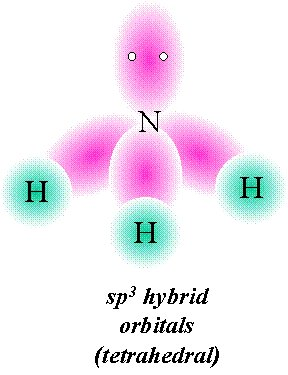 N
H H
H
sp³ hybrid
orbitals
(tetrahedral)